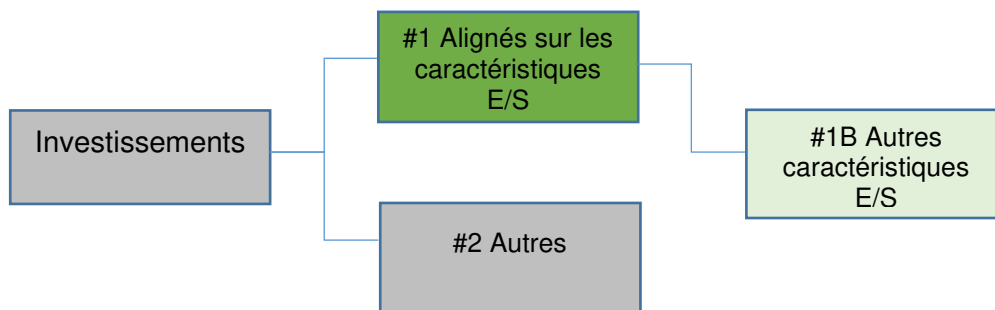 Investissements
#1 Alignés sur les
caractéristiques
E/S
#2 Autres
#1B Autres
caractéristiques
E/S